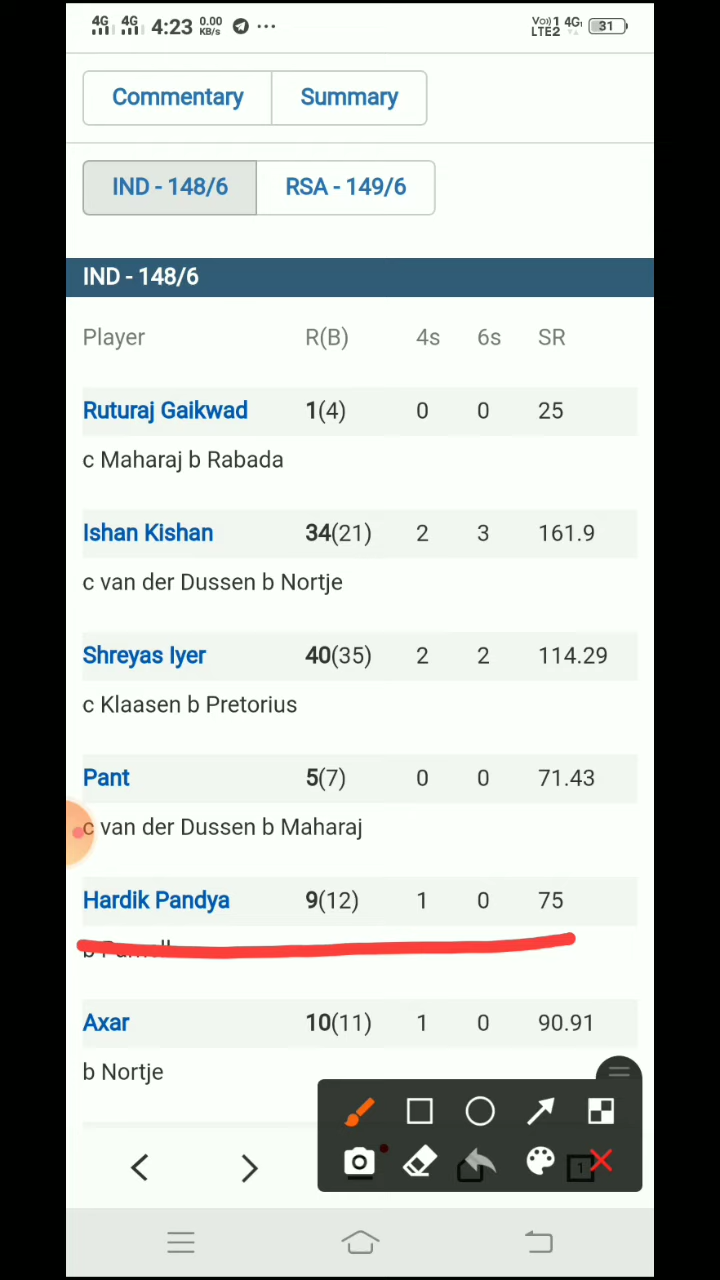 4G 4G 4:23 0.00 KB/s ... Vo)) 1 4G LTE2 31
Commentary Summary
IND - 148/6 RSA - 149/6
IND - 148/6
Player R(B) 4s 6s SR
Ruturaj Gaikwad 1(4) 0 0 25
c Maharaj b Rabada
Ishan Kishan 34(21) 2 3 161.9
c van der Dussen b Nortje
Shreyas Iyer 40(35) 2 2 114.29
c Klaasen b Pretorius
Pant 5(7) 0 0 71.43
c van der Dussen b Maharaj
Hardik Pandya 9(12) 1 0 75
b
Axar 10(11) 1 0 90.91
b Nortje
1